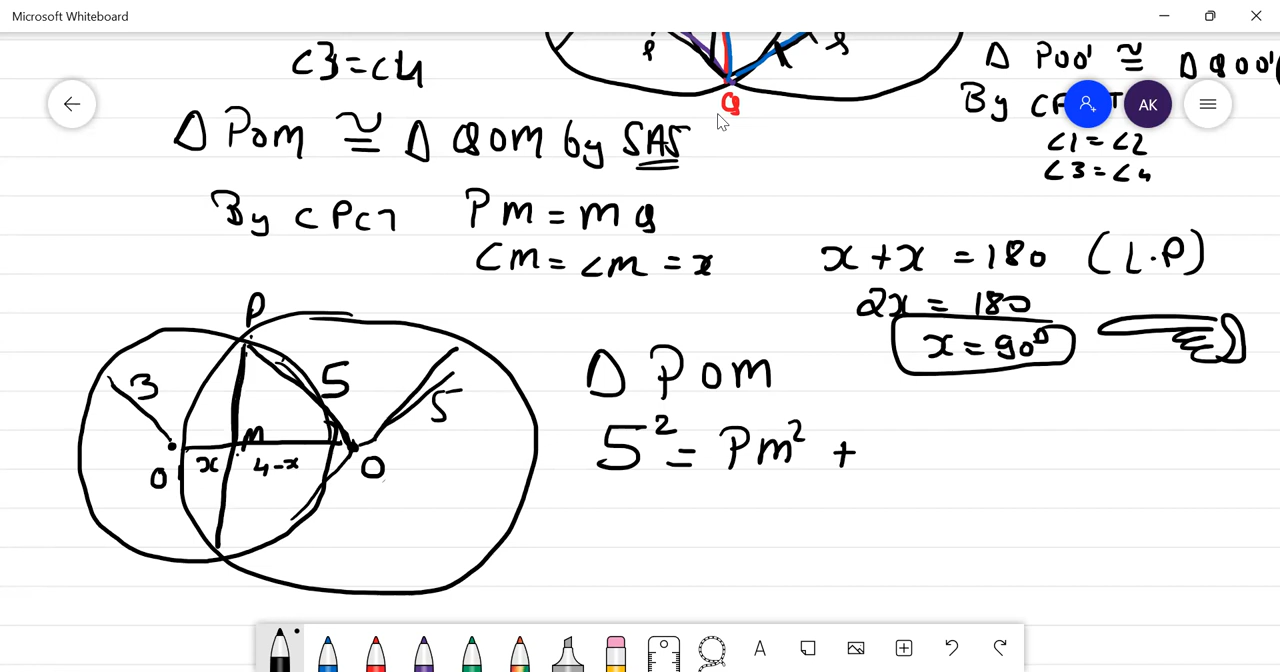 Microsoft Whiteboard
∠3=∠4
Δ POO' ≅ Δ QOO'
Q
By CP T
AK
∠1=∠2
∠3=∠4
Δ POM ≅ Δ QOM by SAS
By CPCT PM = MQ
∠M = ∠M = x
x + x = 180 (L.P)
2x = 180
x = 90°
P
3
5
5
M
O'
x
4-x
O
Δ POM
5² = PM² +
A